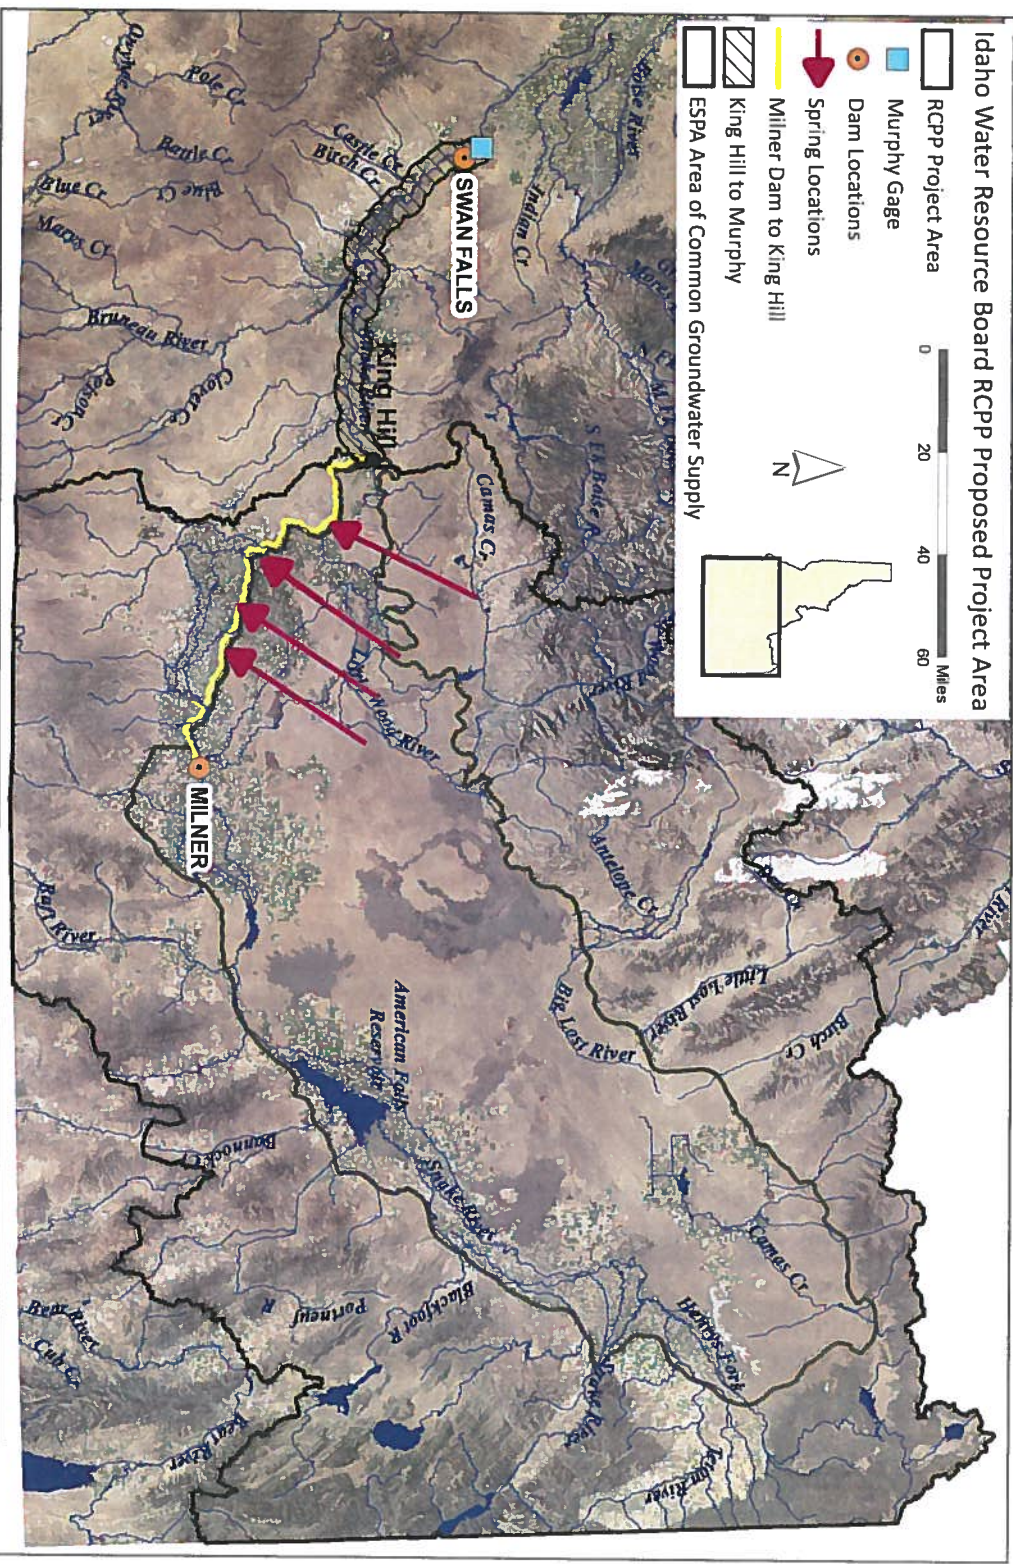 Idaho Water Resource Board RCPP Proposed Project Area
RCPP Project Area
Murphy Gage
Dam Locations
Spring Locations
Milner Dam to King Hill
King Hill to Murphy
ESPA Area of Common Groundwater Supply
0 20 40 60 Miles
N
Boise River
Indian Cr
SWAN FALLS
Castle Cr
Birch Cr
Pole Cr
Battle Cr
Blue Cr
Blue Cr
Marys Cr
Bruneau River
Clover Cr
Poison Cr
King Hill
S Fk Boise R
Camas Cr
Little Wood River
MILNER
Raft River
Antelope Cr
Big Lost River
Little Lost River
Birch Cr
River
American Falls
Reservoir
Bannock
Snake River
Portneuf
R
Blackfoot R
Camas Cr
Henrys Fork
Snake River
Teton
River
Bear River
Cub Cr
Bear River